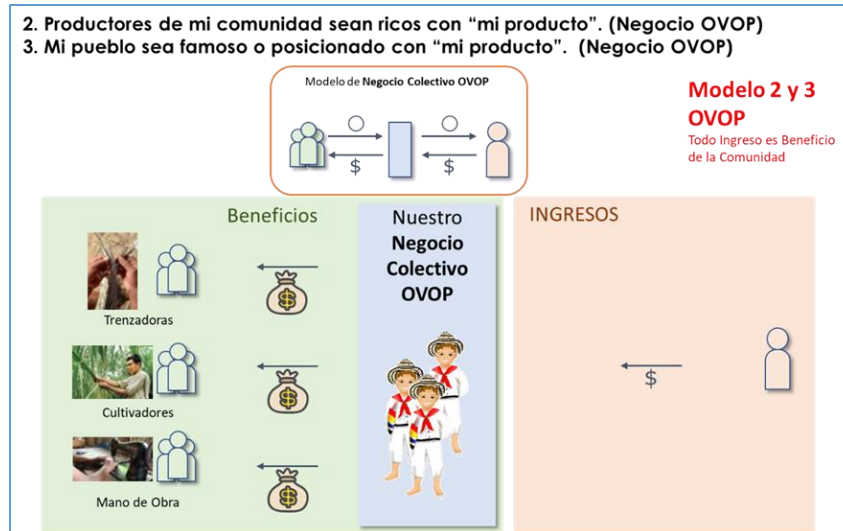 2. Productores de mi comunidad sean ricos con “mi producto”. (Negocio OVOP)
3. Mi pueblo sea famoso o posicionado con “mi producto”. (Negocio OVOP)
Modelo de Negocio Colectivo OVOP
$
$
Modelo 2 y 3
OVOP
Todo Ingreso es Beneficio
de la Comunidad
Beneficios
Nuestro
Negocio
Colectivo
OVOP
INGRESOS
Trenzadoras
$
Cultivadores
$
$
Mano de Obra
$